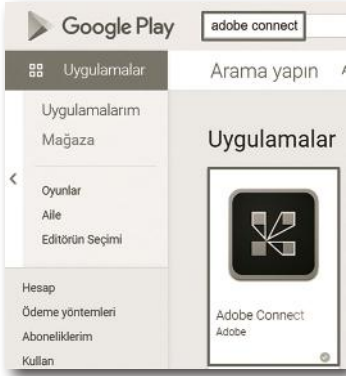 Google Play
adobe connect
Uygulamalar
Arama yapın
Uygulamalarım
Mağaza
Uygulamalar
Oyunlar
Aile
Editörün Seçimi
Hesap
Ödeme yöntemleri
Aboneliklerim
Kullan
Adobe Connect
Adobe